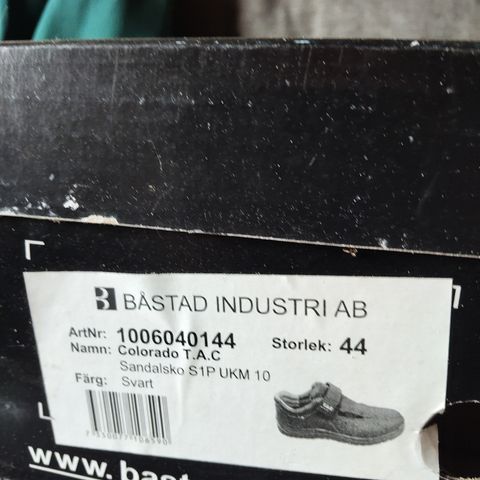 BÅSTAD INDUSTRI AB
ArtNr: 1006040144 Storlek: 44
Namn: Colorado T.A.C
Sandalsko S1P UKM 10
Färg: Svart
www.bast